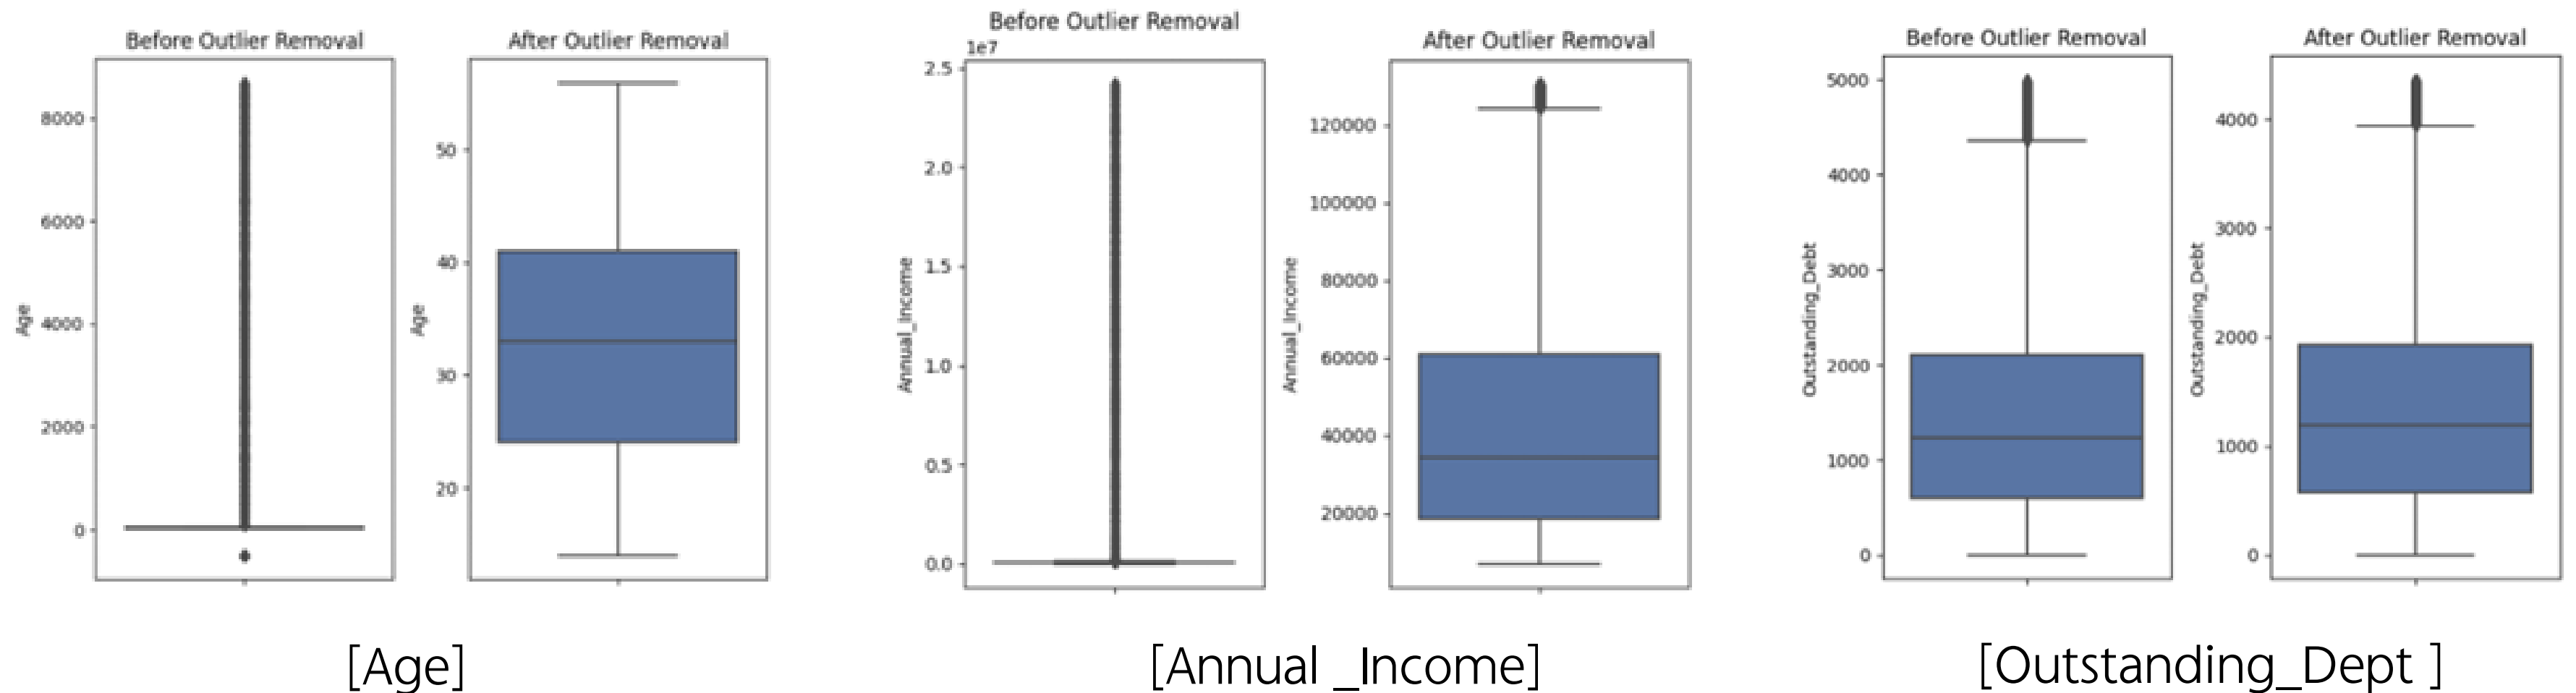 Before Outlier Removal
8000
6000
4000
2000
0
Age
After Outlier Removal
50
40
30
20
Age
[Age]
Before Outlier Removal
1e7
2.5
2.0
1.5
1.0
0.5
0.0
Annual_Income
After Outlier Removal
120000
100000
80000
60000
40000
20000
Annual_Income
[Annual _Income]
Before Outlier Removal
5000
4000
3000
2000
1000
0
Outstanding_Debt
After Outlier Removal
4000
3000
2000
1000
0
Outstanding_Debt
[Outstanding_Dept ]